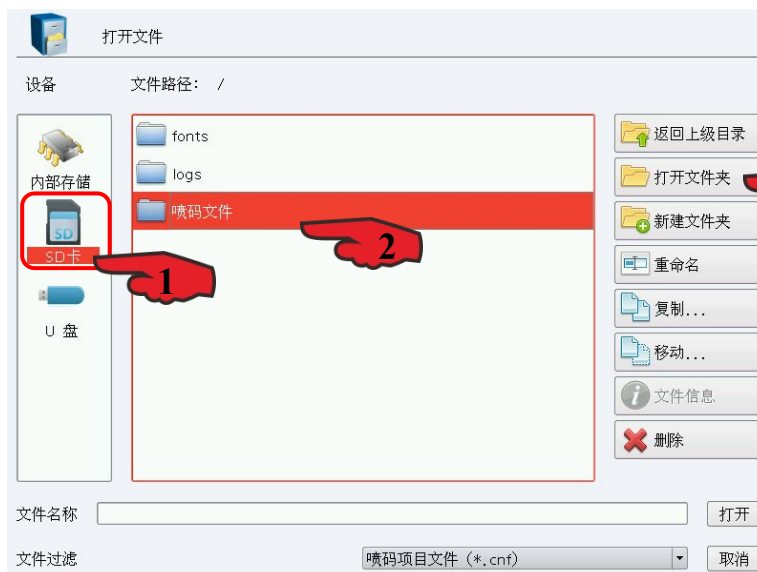 打开文件
设备
文件路径： /
内部存储
SD
SD卡
1
U 盘
fonts
logs
喷码文件
2
返回上级目录
打开文件夹
新建文件夹
重命名
复制...
移动...
文件信息
删除
文件名称
打开
文件过滤
喷码项目文件 (*.cnf)
取消